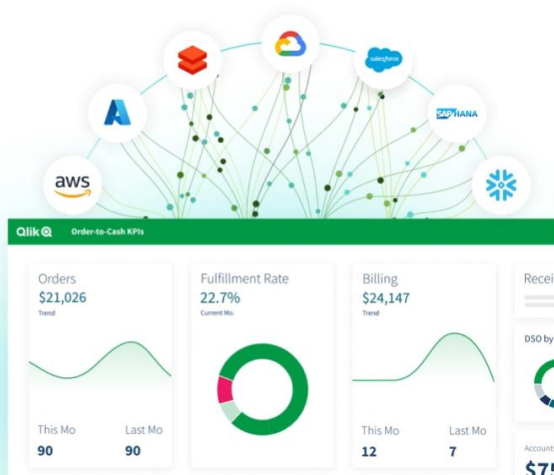 salesforce
SAP HANA
aws
Qlik Order-to-Cash KPIs
Orders
$21,026
Trend
This Mo Last Mo
90 90
Fulfillment Rate
22.7%
Current Mo.
Billing
$24,147
Trend
This Mo Last Mo
12 7
DSO by